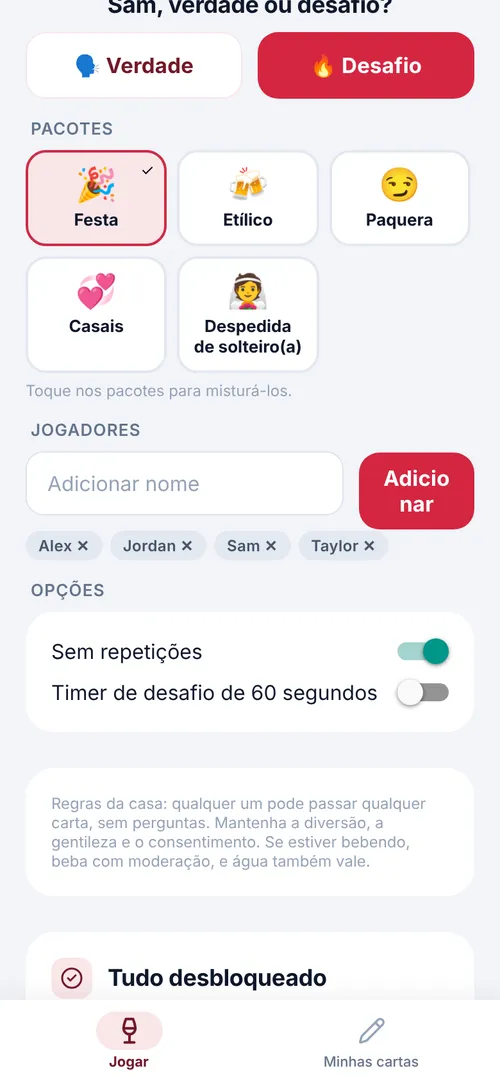 Sam, verdade ou desafio?
Verdade
Desafio
PACOTES
Festa
Etílico
Paquera
Casais
Despedida
de solteiro(a)
Toque nos pacotes para misturá-los.
JOGADORES
Adicionar nome
Adicio
nar
Alex ✕
Jordan ✕
Sam ✕
Taylor ✕
OPÇÕES
Sem repetições
Timer de desafio de 60 segundos
Regras da casa: qualquer um pode passar qualquer
carta, sem perguntas. Mantenha a diversão, a
gentileza e o consentimento. Se estiver bebendo,
beba com moderação, e água também vale.
Tudo desbloqueado
Jogar
Minhas cartas